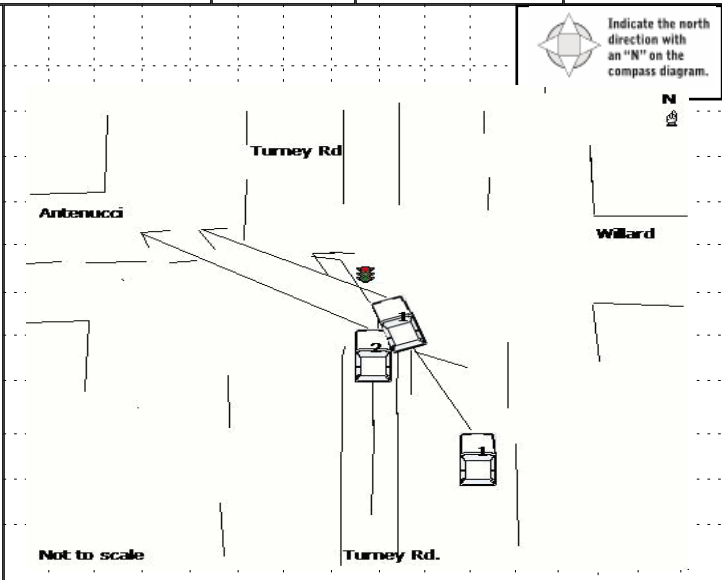 Indicate the north
direction with
an "N" on the
compass diagram.
N
Turney Rd
Antenucci
Willard
1
2
1
Not to scale
Turney Rd.